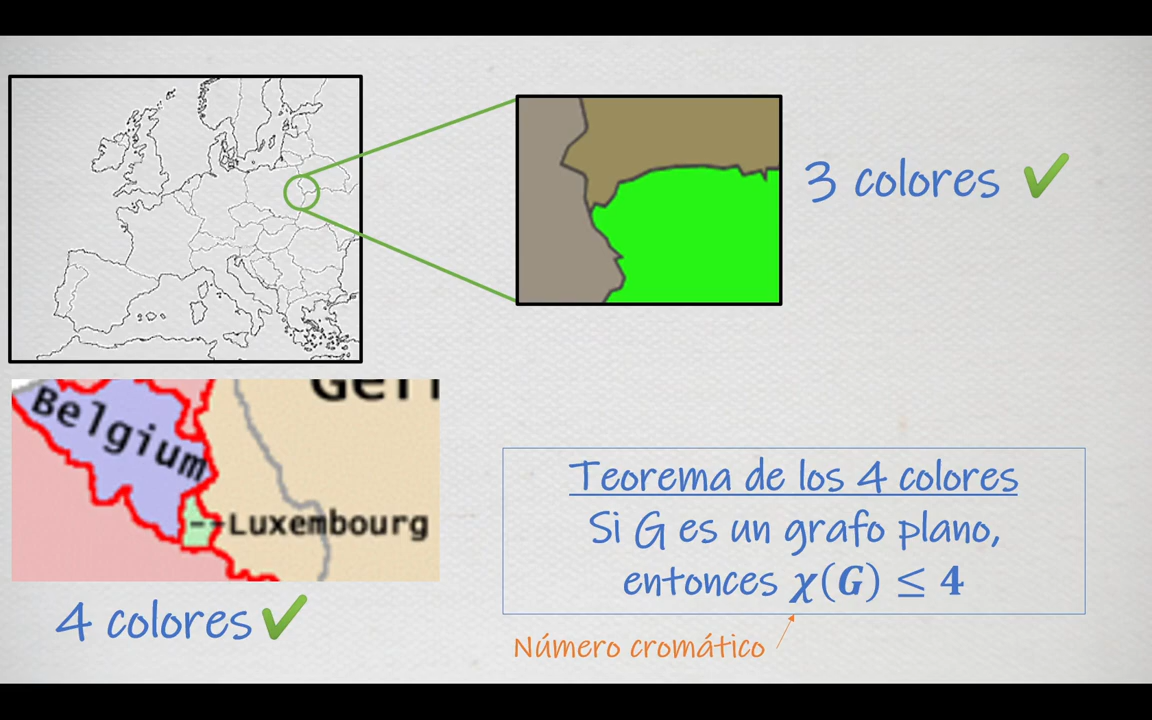 3 colores
Belgium
Luxembourg
4 colores
Teorema de los 4 colores
Si G es un grafo plano,
entonces χ(G) ≤ 4
Número cromático